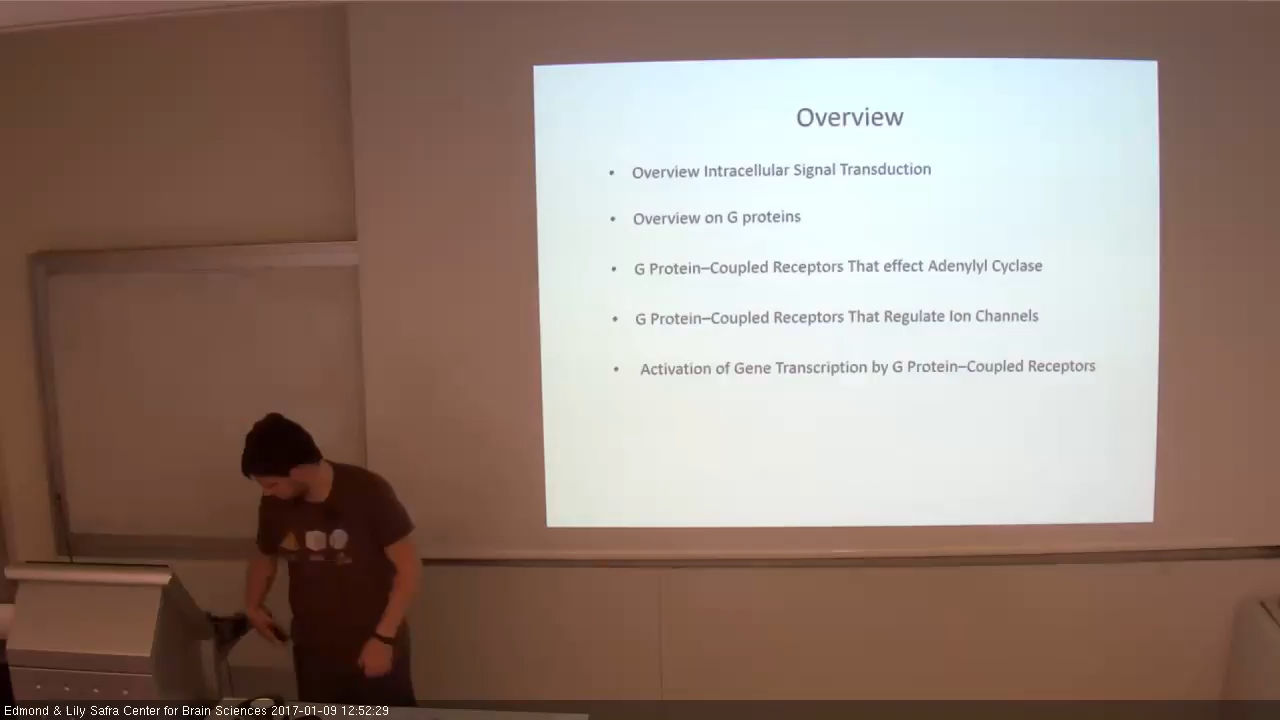 Overview
• Overview Intracellular Signal Transduction
• Overview on G proteins
• G Protein–Coupled Receptors That effect Adenylyl Cyclase
• G Protein–Coupled Receptors That Regulate Ion Channels
• Activation of Gene Transcription by G Protein–Coupled Receptors
Edmond & Lily Safra Center for Brain Sciences 2017-01-09 12:52:29